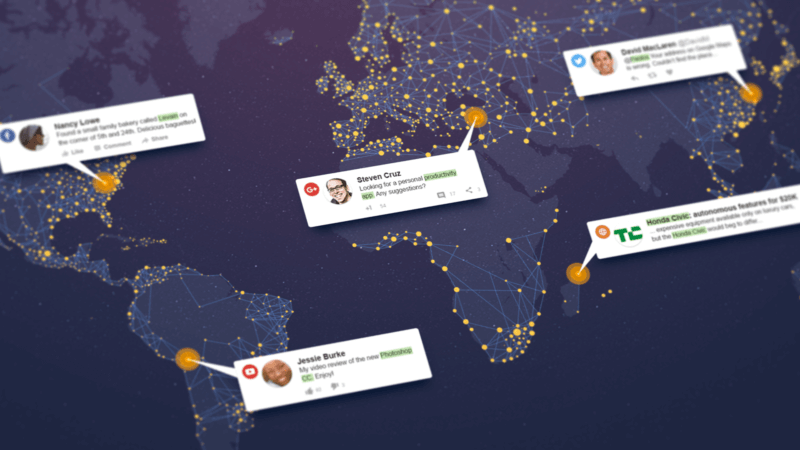 David MacLaren @DavidM
Your address on Google Maps
is wrong. Couldn't find the place...
Nancy Lowe
Found a small family bakery called Levain on
the corner of 5th and 24th. Delicious baguettes!
Like Comment Share
Steven Cruz
Looking for a personal productivity
app. Any suggestions?
G+
Honda Civic: autonomous features for $20K
... expensive equipment available only on luxury cars,
but the Honda Civic would beg to differ...
TC
Jessie Burke
My video review of the new Photoshop
CC. Enjoy!